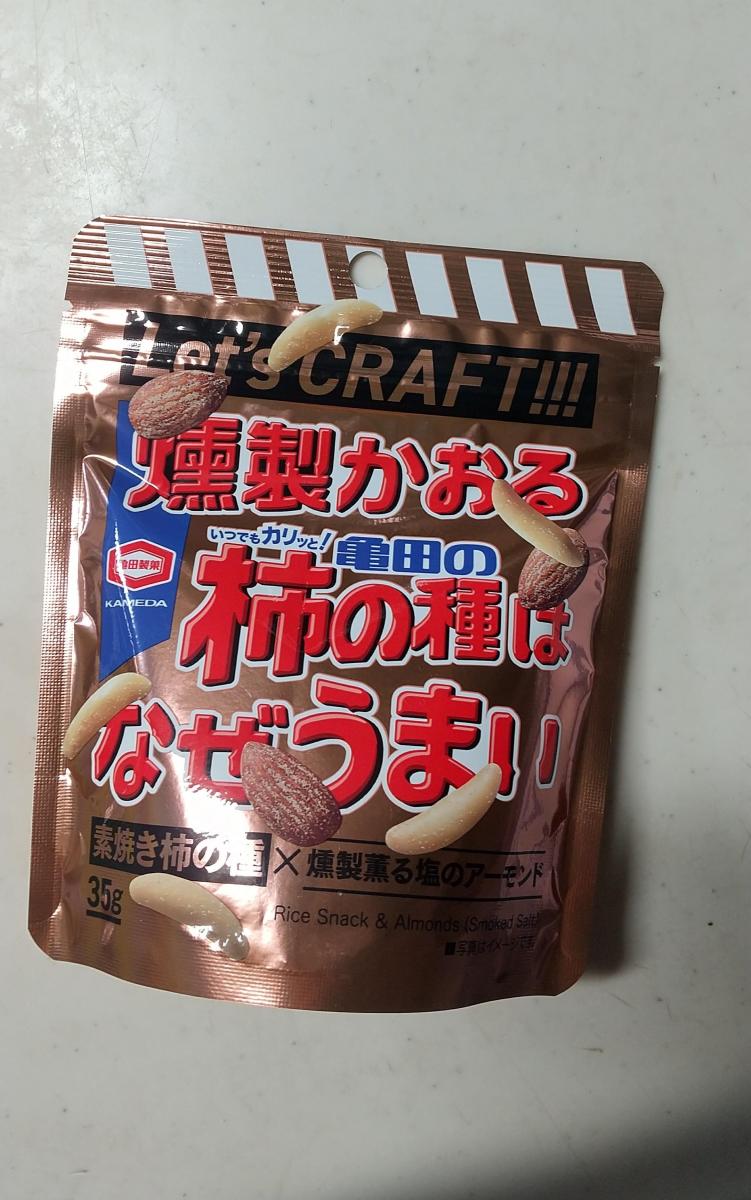 Let's CRAFT!!!
燻製かおる
いつでもカリッと!
亀田の
亀田製菓
KAMEDA
柿の種は
なぜうまい
素焼き柿の種×燻製薫る塩のアーモンド
35g
Rice Snack & Almonds (Smoked Salt)
■写真はイメージです。